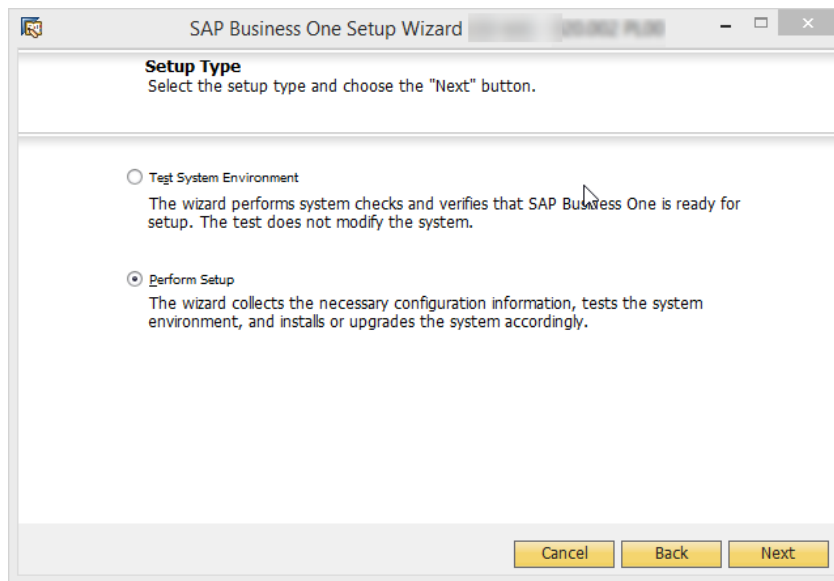 SAP Business One Setup Wizard
Setup Type
Select the setup type and choose the "Next" button.
Test System Environment
The wizard performs system checks and verifies that SAP Business One is ready for
setup. The test does not modify the system.
Perform Setup
The wizard collects the necessary configuration information, tests the system
environment, and installs or upgrades the system accordingly.
Cancel Back Next